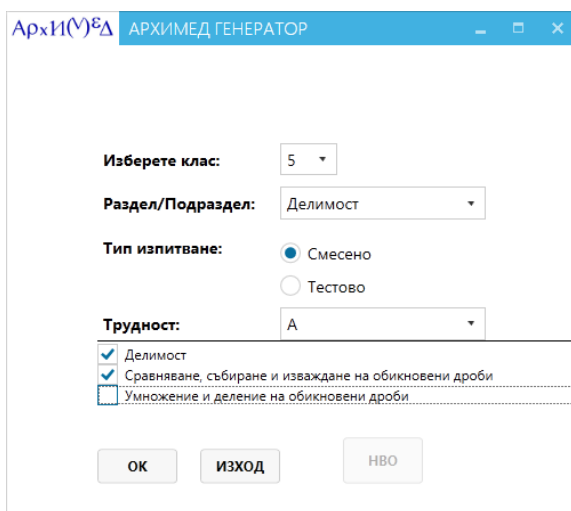 АрхИ(V)εΔ АРХИМЕД ГЕНЕРАТОР
Изберете клас: 5
Раздел/Подраздел: Делимост
Тип изпитване: Смесено
Тестово
Трудност: А
Делимост
Сравняване, събиране и изваждане на обикновени дроби
Умножение и деление на обикновени дроби
ОК ИЗХОД НВО